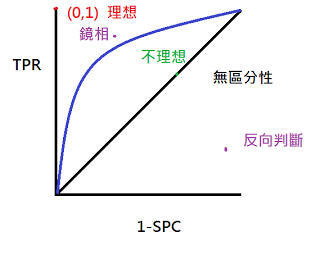 (0,1) 理想
鏡相
不理想
TPR
無區分性
反向判斷
1-SPC